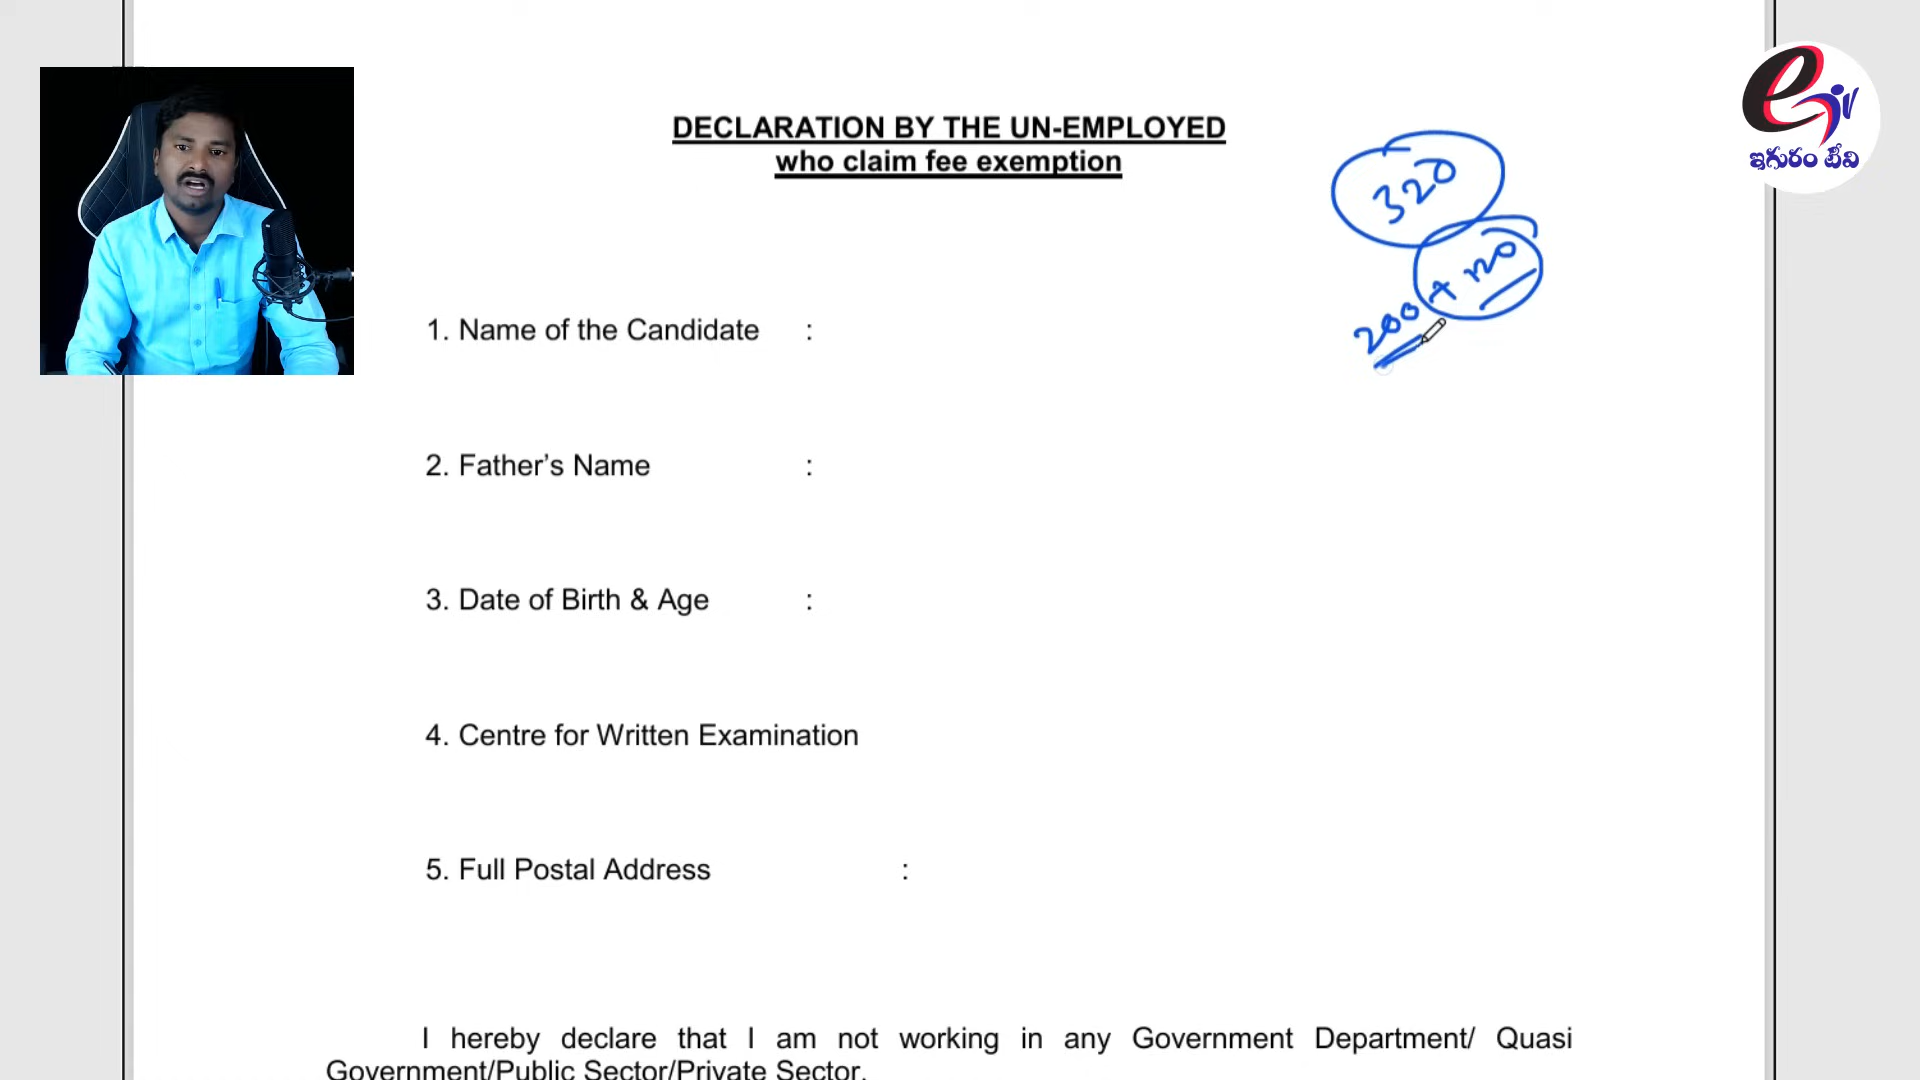 DECLARATION BY THE UN-EMPLOYED
who claim fee exemption
320
200 + 120
ఇగురం టీవి
1. Name of the Candidate :
2. Father's Name :
3. Date of Birth & Age :
4. Centre for Written Examination
5. Full Postal Address :
I hereby declare that I am not working in any Government Department/ Quasi
Government/Public Sector/Private Sector.